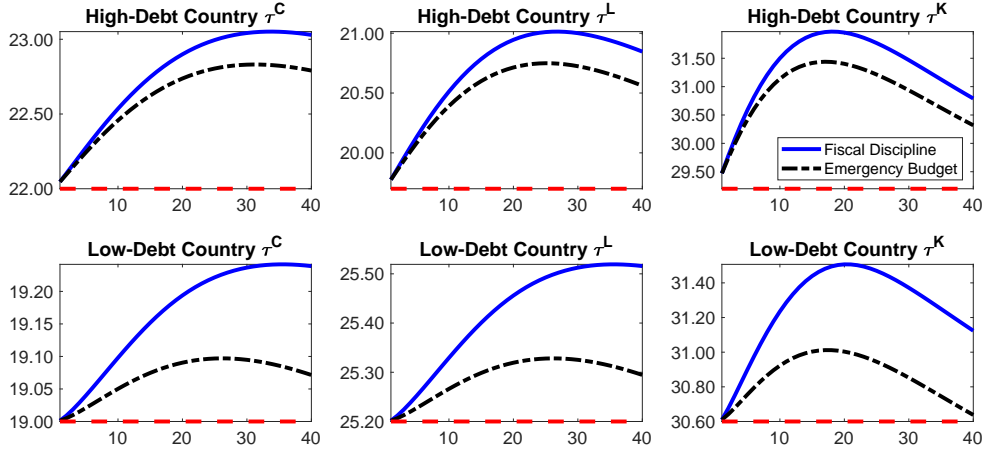 High-Debt Country τ^C
High-Debt Country τ^L
High-Debt Country τ^K
23.00
22.50
22.00
10 20 30 40
21.00
20.50
20.00
10 20 30 40
31.50
31.00
30.50
30.00
29.50
10 20 30 40
Fiscal Discipline
Emergency Budget
Low-Debt Country τ^C
Low-Debt Country τ^L
Low-Debt Country τ^K
19.20
19.15
19.10
19.05
19.00
10 20 30 40
25.50
25.40
25.30
25.20
10 20 30 40
31.40
31.20
31.00
30.80
30.60
10 20 30 40